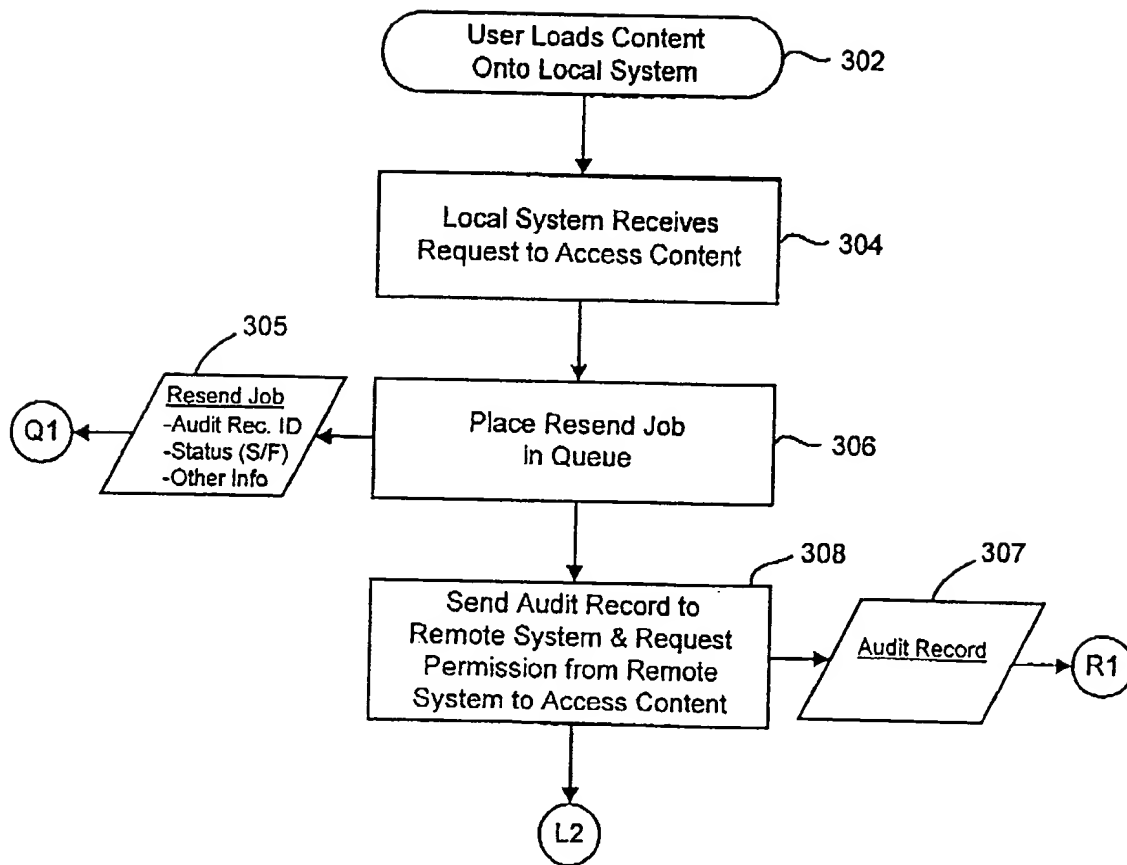 User Loads Content
Onto Local System
302
Local System Receives
Request to Access Content
304
305
Resend Job
-Audit Rec. ID
-Status (S/F)
-Other Info
Q1
Place Resend Job
in Queue
306
308
307
Send Audit Record to
Remote System & Request
Permission from Remote
System to Access Content
Audit Record
R1
L2